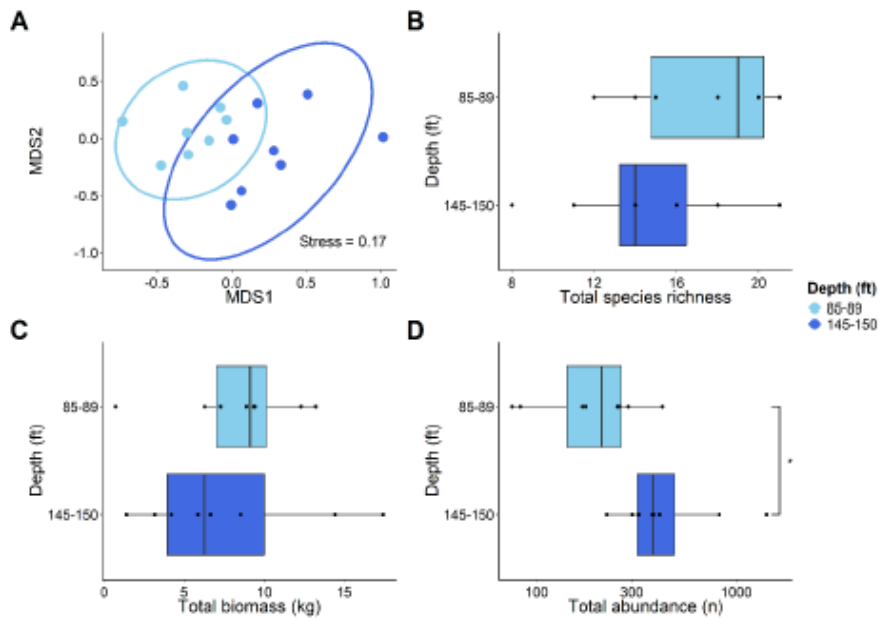 A
B
0.5
0.0
-0.5
-1.0
MDS2
Stress = 0.17
-0.5
0.0
0.5
1.0
MDS1
85-89
145-150
Depth (ft)
8
12
16
20
Total species richness
Depth (ft)
85-89
145-150
C
D
85-89
145-150
Depth (ft)
0
5
10
15
Total biomass (kg)
85-89
145-150
Depth (ft)
*
100
300
1000
Total abundance (n)